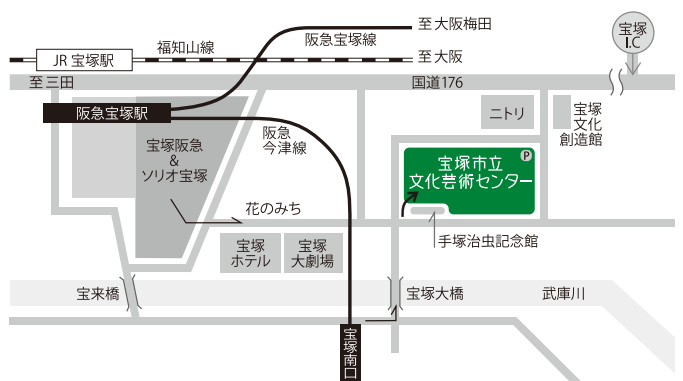 至大阪梅田
宝塚
I.C
福知山線
阪急宝塚線
JR 宝塚駅
至大阪
至三田
国道176
阪急宝塚駅
ニトリ
宝塚
文化
創造館
宝塚阪急
&
ソリオ宝塚
阪急
今津線
P
宝塚市立
文化芸術センター
花のみち
手塚治虫記念館
宝塚
ホテル
宝塚
大劇場
宝来橋
宝塚大橋
武庫川
宝塚南口